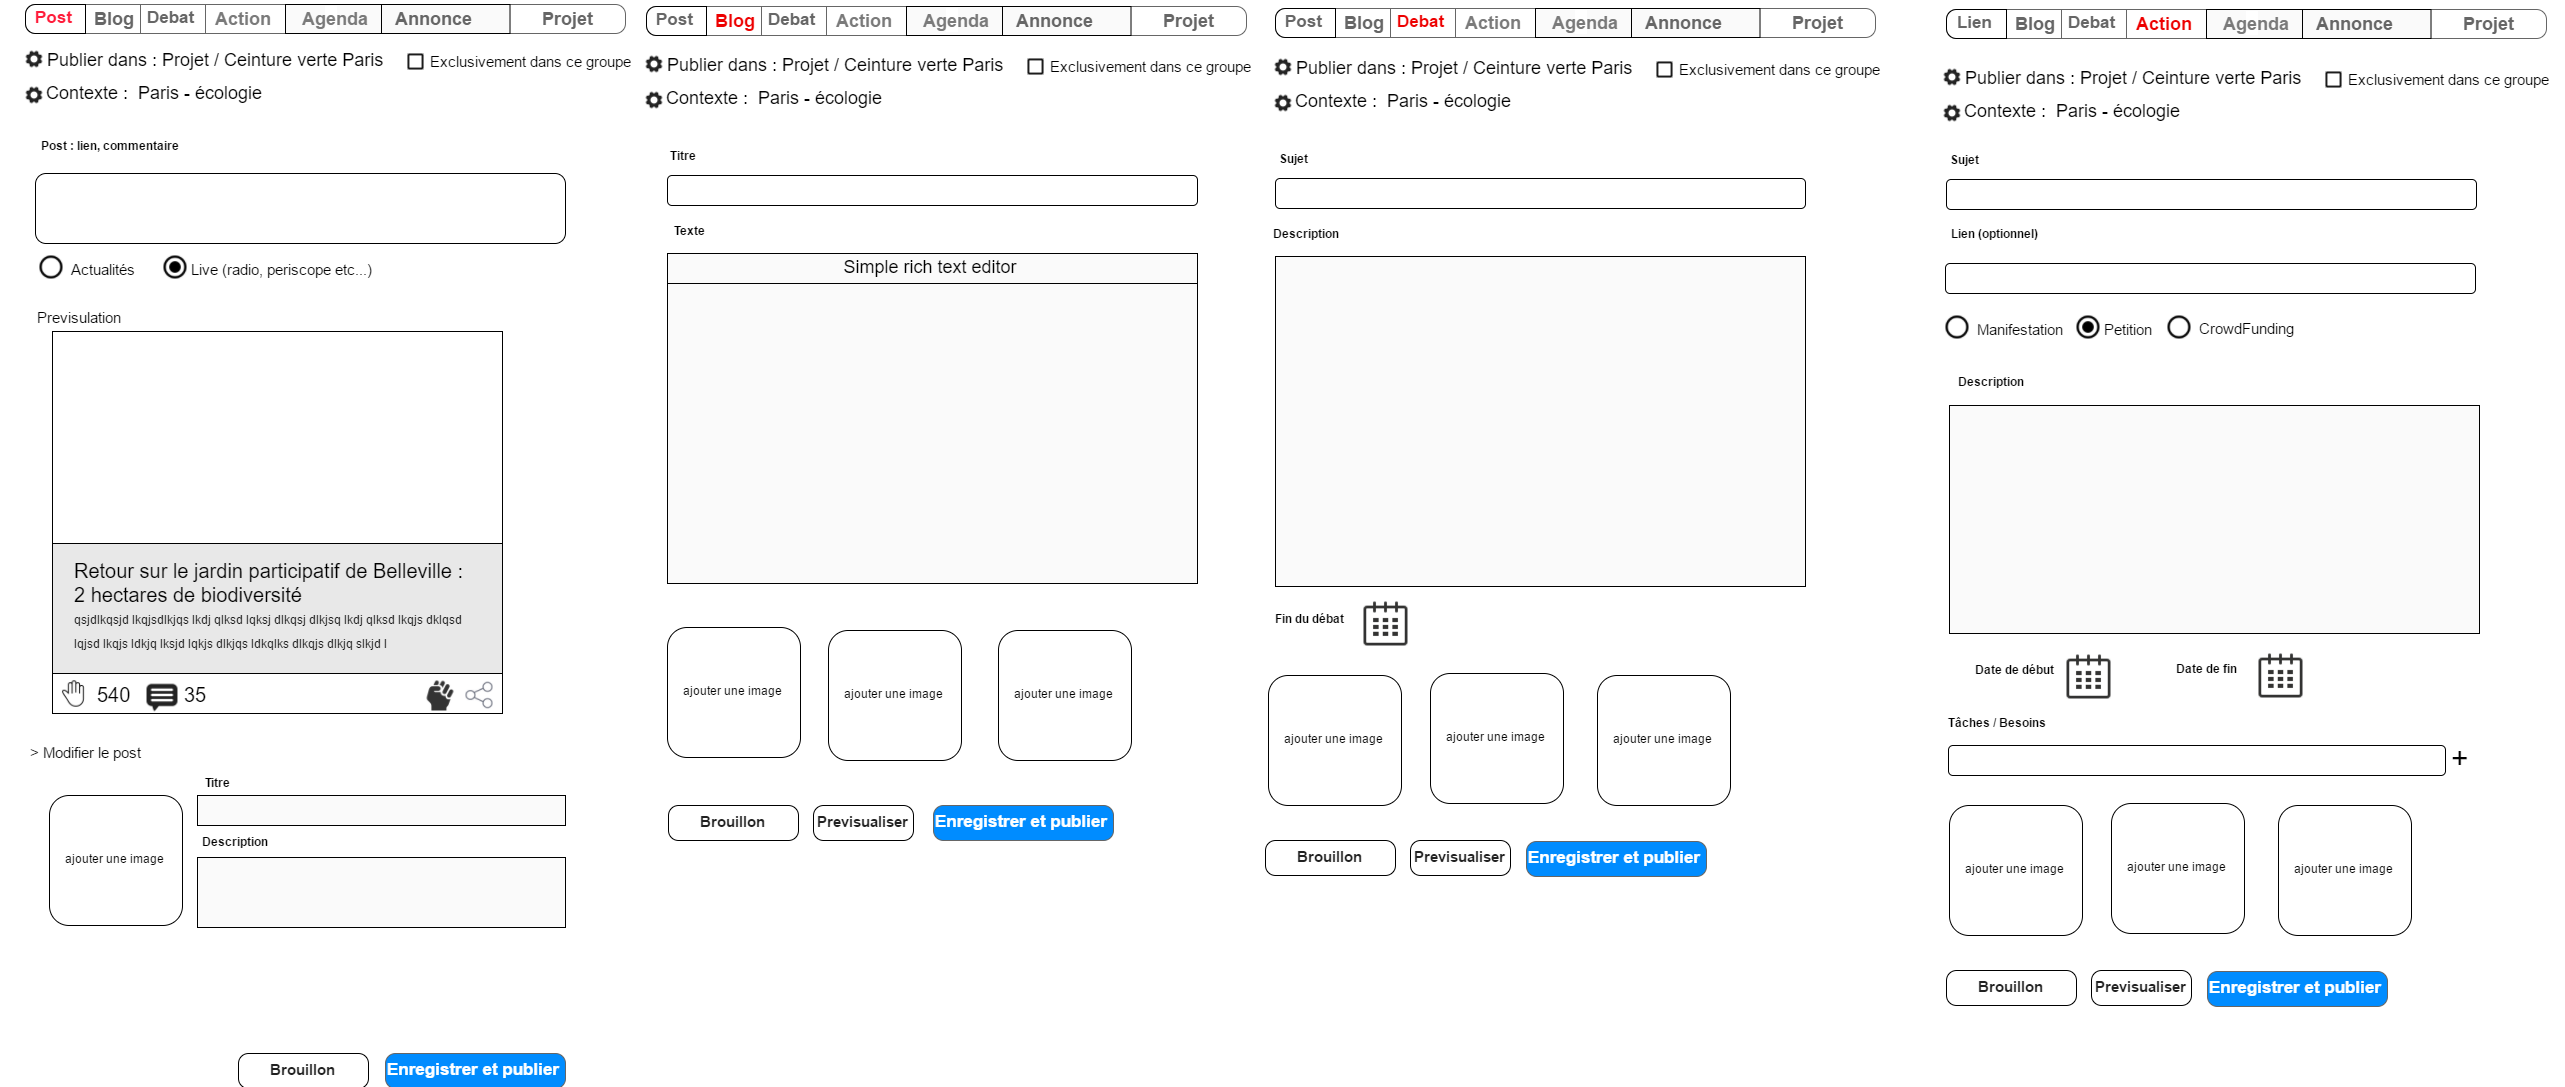 Post Blog Debat Action Agenda Annonce Projet
Publier dans : Projet / Ceinture verte Paris Exclusivement dans ce groupe
Contexte : Paris - écologie
Post : lien, commentaire
Actualités Live (radio, periscope etc...)
Previsulation
Retour sur le jardin participatif de Belleville :
2 hectares de biodiversité
qsjdlkqsjd lkqjsdlkjqs lkdj qlksd lqksj dlkqsj dlkjsq lkdj qlksd lkqjs dklqsd
lqjsd lkqjs ldkjq lksjd lqkjs dlkjqs ldkqlks dlkqjs dlkjq slkjd l
540 35
> Modifier le post
Titre
ajouter une image
Description
Brouillon Enregistrer et publier
Post Blog Debat Action Agenda Annonce Projet
Publier dans : Projet / Ceinture verte Paris Exclusivement dans ce groupe
Contexte : Paris - écologie
Titre
Texte
Simple rich text editor
ajouter une image ajouter une image ajouter une image
Brouillon Previsualiser Enregistrer et publier
Post Blog Debat Action Agenda Annonce Projet
Publier dans : Projet / Ceinture verte Paris Exclusivement dans ce groupe
Contexte : Paris - écologie
Sujet
Description
Fin du débat
ajouter une image ajouter une image ajouter une image
Brouillon Previsualiser Enregistrer et publier
Lien Blog Debat Action Agenda Annonce Projet
Publier dans : Projet / Ceinture verte Paris Exclusivement dans ce groupe
Contexte : Paris - écologie
Sujet
Lien (optionnel)
Manifestation Petition CrowdFunding
Description
Date de début Date de fin
Tâches / Besoins
+
ajouter une image ajouter une image ajouter une image
Brouillon Previsualiser Enregistrer et publier